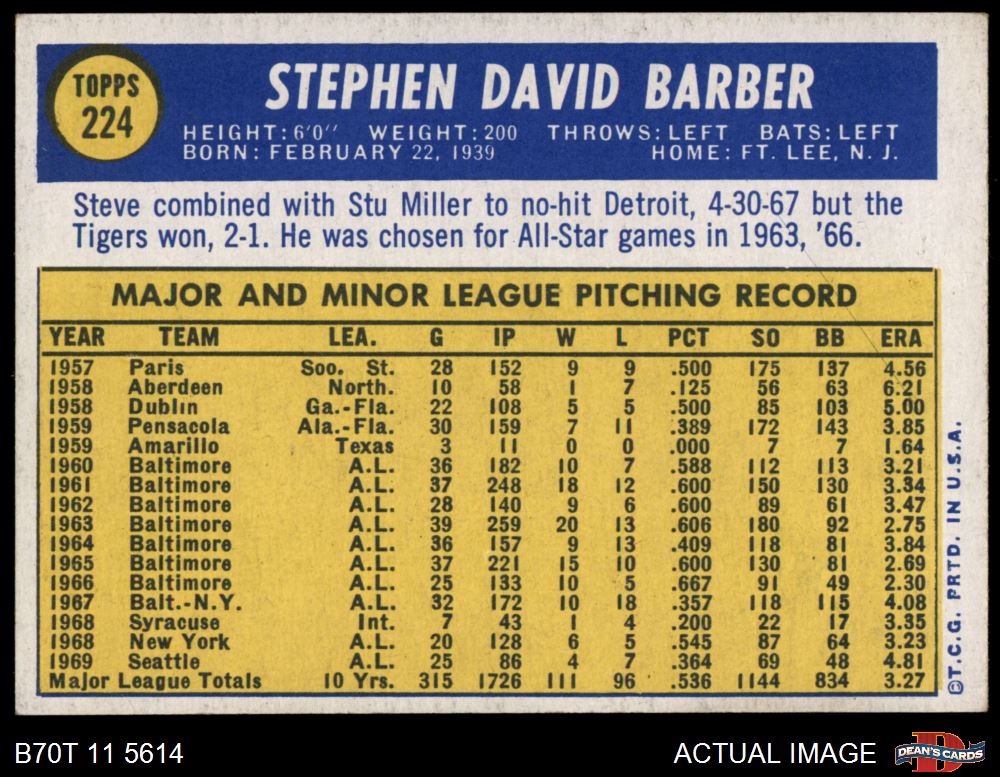 TOPPS
224
STEPHEN DAVID BARBER
HEIGHT: 6'0" WEIGHT: 200 THROWS: LEFT BATS: LEFT
BORN: FEBRUARY 22, 1939 HOME: FT. LEE, N. J.
Steve combined with Stu Miller to no-hit Detroit, 4-30-67 but the
Tigers won, 2-1. He was chosen for All-Star games in 1963, '66.
MAJOR AND MINOR LEAGUE PITCHING RECORD
YEAR TEAM LEA. G IP W L PCT SO BB ERA
1957 Paris Soo. St. 28 152 9 9 .500 175 137 4.56
1958 Aberdeen North. 10 58 1 7 .125 56 63 6.21
1958 Dublin Ga.-Fla. 22 108 5 5 .500 85 103 5.00
1959 Pensacola Ala.-Fla. 30 159 7 11 .389 172 143 3.85
1959 Amarillo Texas 3 11 0 0 .000 7 7 1.64
1960 Baltimore A.L. 36 182 10 7 .588 112 113 3.21
1961 Baltimore A.L. 37 248 18 12 .600 150 130 3.34
1962 Baltimore A.L. 28 140 9 6 .600 89 61 3.47
1963 Baltimore A.L. 39 259 20 13 .606 180 92 2.75
1964 Baltimore A.L. 36 157 9 13 .409 118 81 3.84
1965 Baltimore A.L. 37 221 15 10 .600 130 81 2.69
1966 Baltimore A.L. 25 133 10 5 .667 91 49 2.30
1967 Balt.-N.Y. A.L. 32 172 10 18 .357 118 115 4.08
1968 Syracuse Int. 7 43 1 4 .200 22 17 3.35
1968 New York A.L. 20 128 6 5 .545 87 64 3.23
1969 Seattle A.L. 25 86 4 7 .364 69 48 4.81
Major League Totals 10 Yrs. 315 1726 111 96 .536 1144 834 3.27
©T.C.G. PRTD. IN U.S.A.
B70T 11 5614
ACTUAL IMAGE
D
DEAN'S CARDS